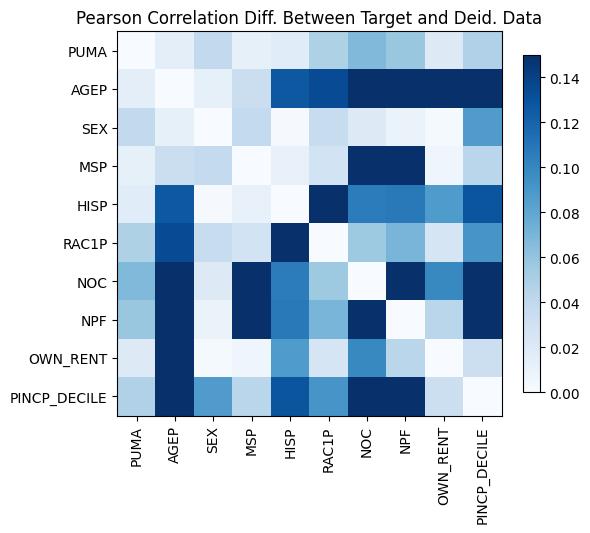 Pearson Correlation Diff. Between Target and Deid. Data
PUMA
AGEP
SEX
MSP
HISP
RAC1P
NOC
NPF
OWN_RENT
PINCP_DECILE
PUMA
AGEP
SEX
MSP
HISP
RAC1P
NOC
NPF
OWN_RENT
PINCP_DECILE
0.14
0.12
0.10
0.08
0.06
0.04
0.02
0.00